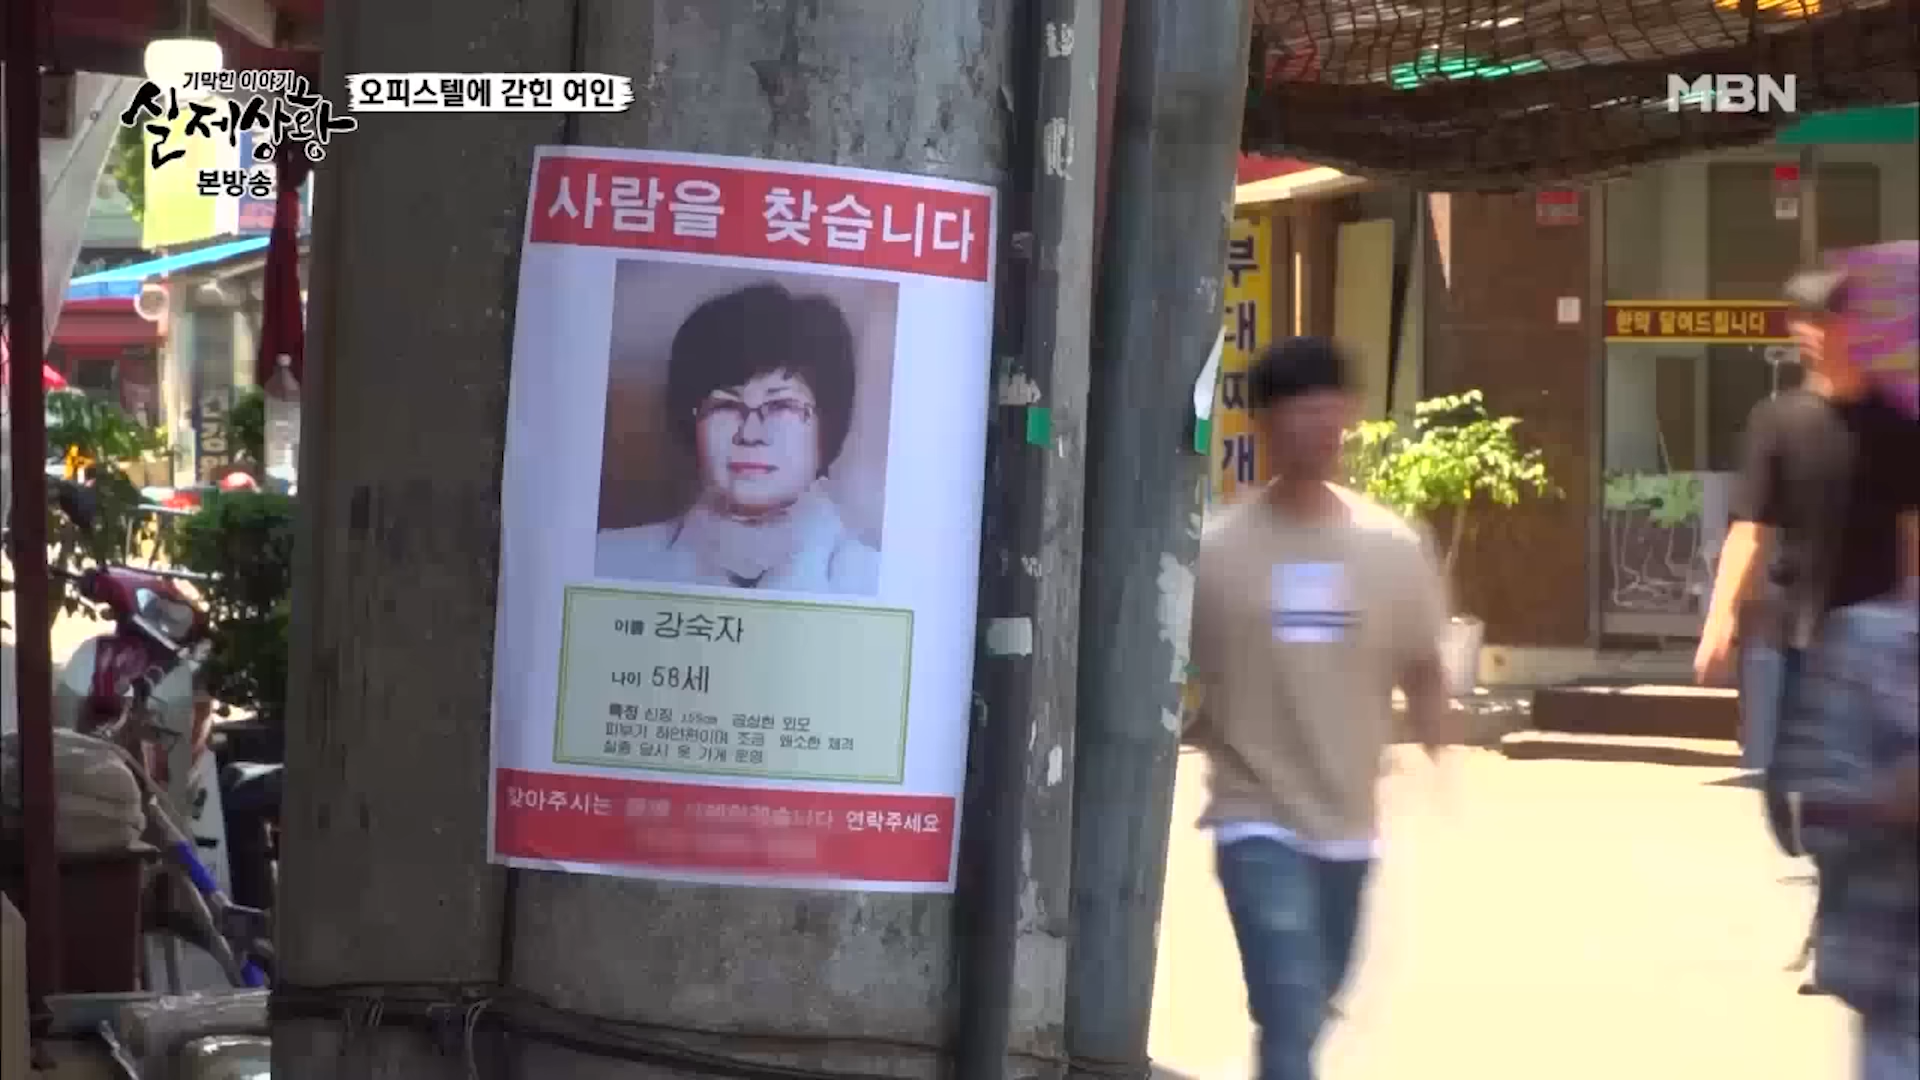 기막힌 이야기
실제상황
본방송
오피스텔에 갇힌 여인
MBN
사람을 찾습니다
이름 강숙자
나이 58세
특징 신장 155cm 곱상한 외모
피부가 하얀편이며 조금 왜소한 체격
실종 당시 옷 가게 운영
찾아주시는
연락주세요
부대찌개
한약 달여드립니다